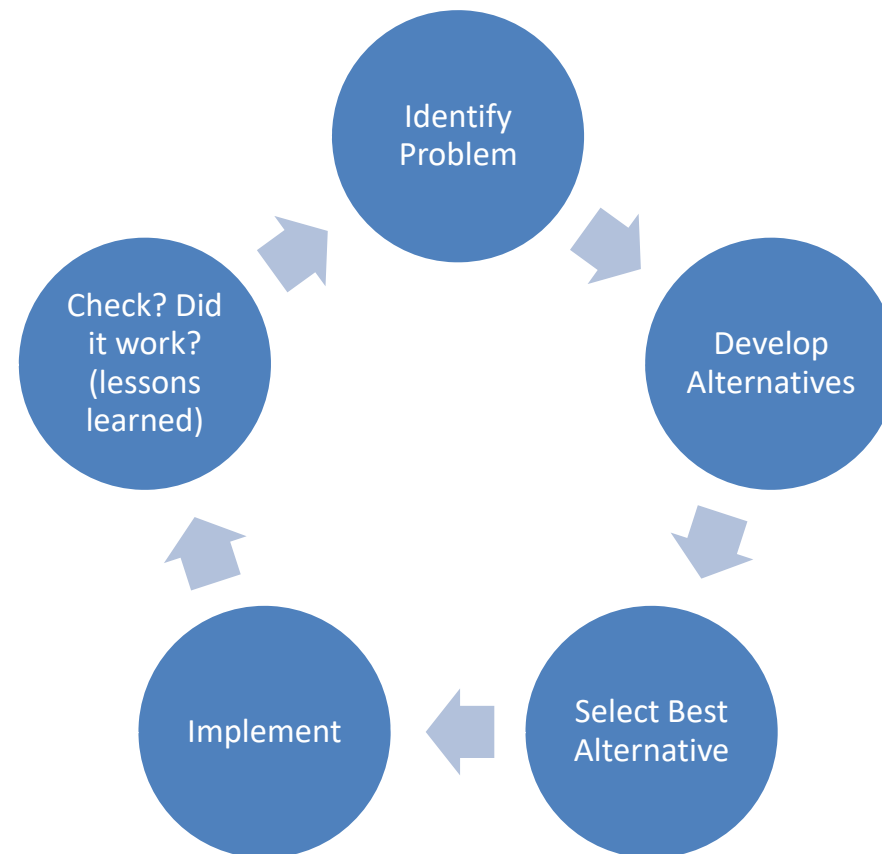 Identify
Problem
Develop
Alternatives
Select Best
Alternative
Implement
Check? Did
it work?
(lessons
learned)